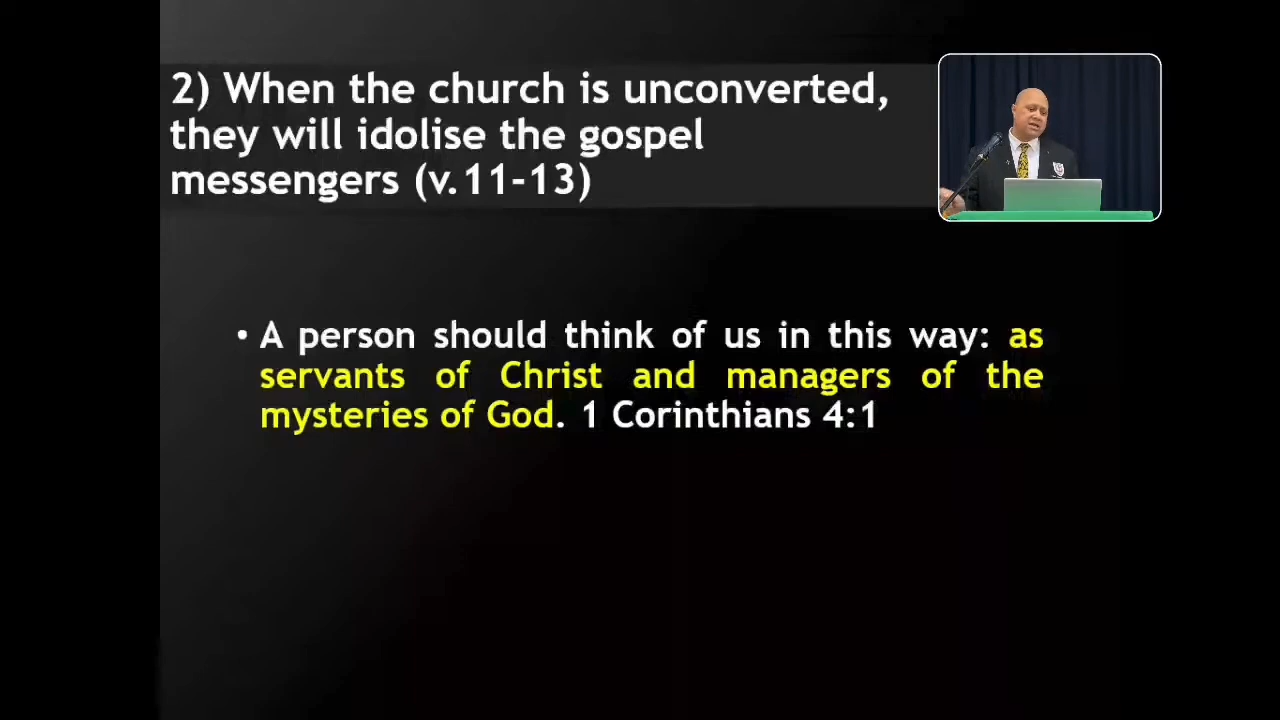 2) When the church is unconverted,
they will idolise the gospel
messengers (v.11-13)
• A person should think of us in this way: as
servants of Christ and managers of the
mysteries of God. 1 Corinthians 4:1